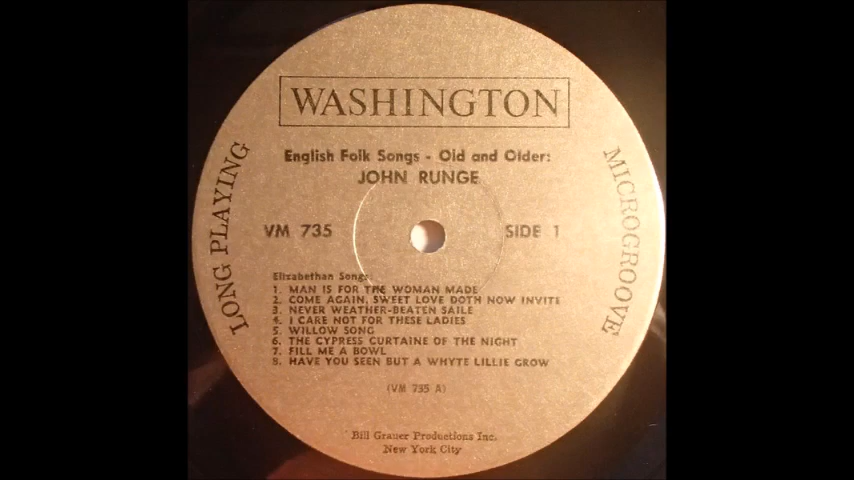 WASHINGTON
English Folk Songs - Old and Older:
JOHN RUNGE
LONG PLAYING
MICROGROOVE
VM 735
SIDE 1
Elizabethan Songs:
1. MAN IS FOR THE WOMAN MADE
2. COME AGAIN, SWEET LOVE DOTH NOW INVITE
3. NEVER WEATHER-BEATEN SAILE
4. I CARE NOT FOR THESE LADIES
5. WILLOW SONG
6. THE CYPRESS CURTAINE OF THE NIGHT
7. FILL ME A BOWL
8. HAVE YOU SEEN BUT A WHYTE LILLIE GROW
(VM 735 A)
Bill Grauer Productions Inc.
New York City